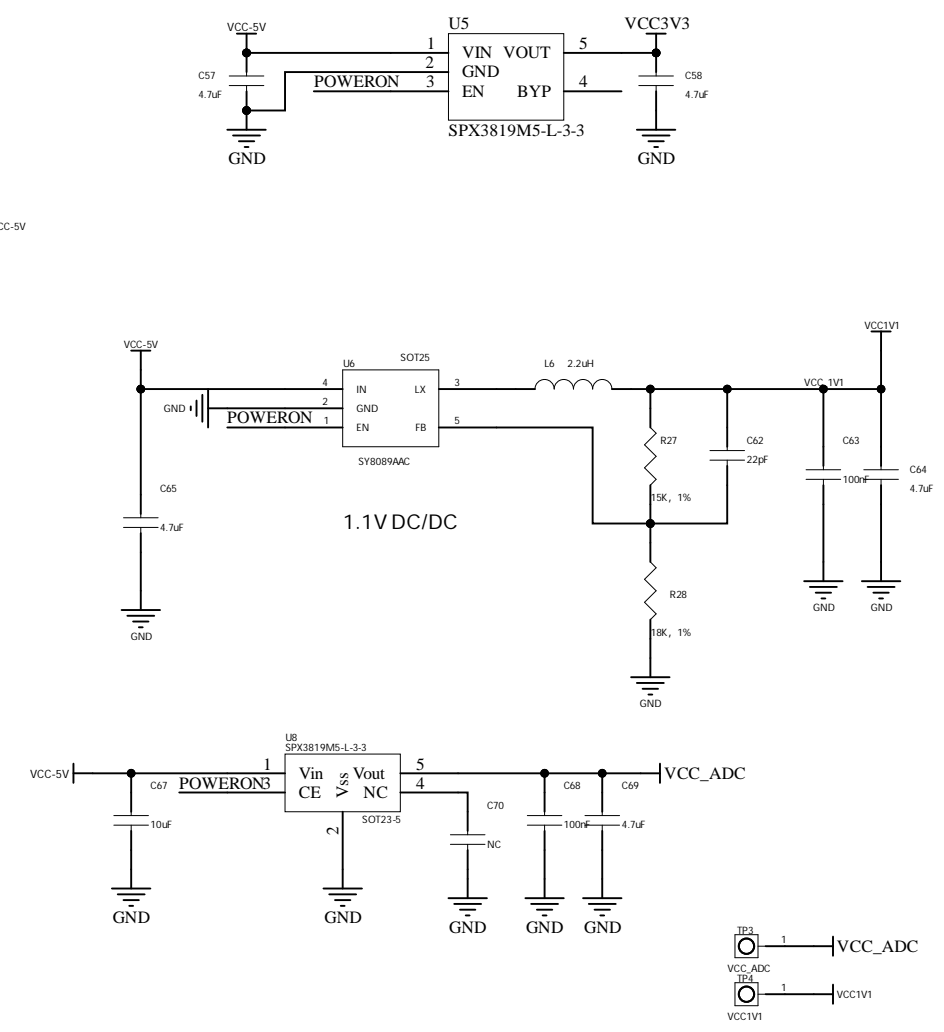 VCC-5V
U5
VCC3V3
1
VIN
VOUT
5
2
GND
C57
4.7uF
POWERON
3
EN
BYP
4
C58
4.7uF
SPX3819M5-L-3-3
GND
GND
CC-5V
VCC-5V
VCC1V1
U6
SOT25
L6
2.2uH
VCC_1V1
4
IN
LX
3
GND
2
GND
POWERON
1
EN
FB
5
SY8089AAC
R27
15K, 1%
C62
22pF
C63
100nF
C64
4.7uF
C65
4.7uF
1.1V DC/DC
R28
18K, 1%
GND
GND
GND
GND
U8
SPX3819M5-L-3-3
VCC-5V
1
Vin
Vout
5
VCC_ADC
C67
10uF
POWERON
3
CE
Vss
NC
4
SOT23-5
2
C70
NC
C68
100nF
C69
4.7uF
GND
GND
GND
GND
GND
TP3
1
VCC_ADC
VCC_ADC
TP4
1
VCC1V1
VCC1V1